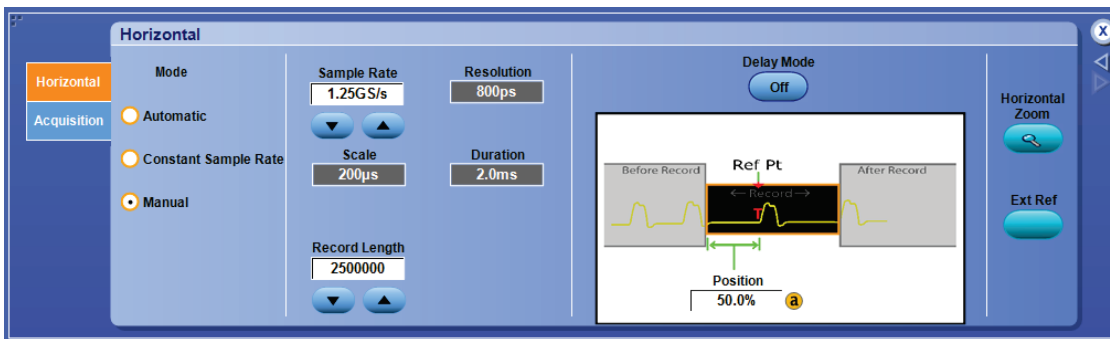 Horizontal
X
Horizontal
Acquisition
Mode
Automatic
Constant Sample Rate
Manual
Sample Rate
1.25GS/s
Resolution
800ps
Scale
200µs
Duration
2.0ms
Record Length
2500000
Delay Mode
Off
Before Record
Ref Pt
After Record
←Record→
T
Position
50.0%
a
Horizontal
Zoom
Ext Ref